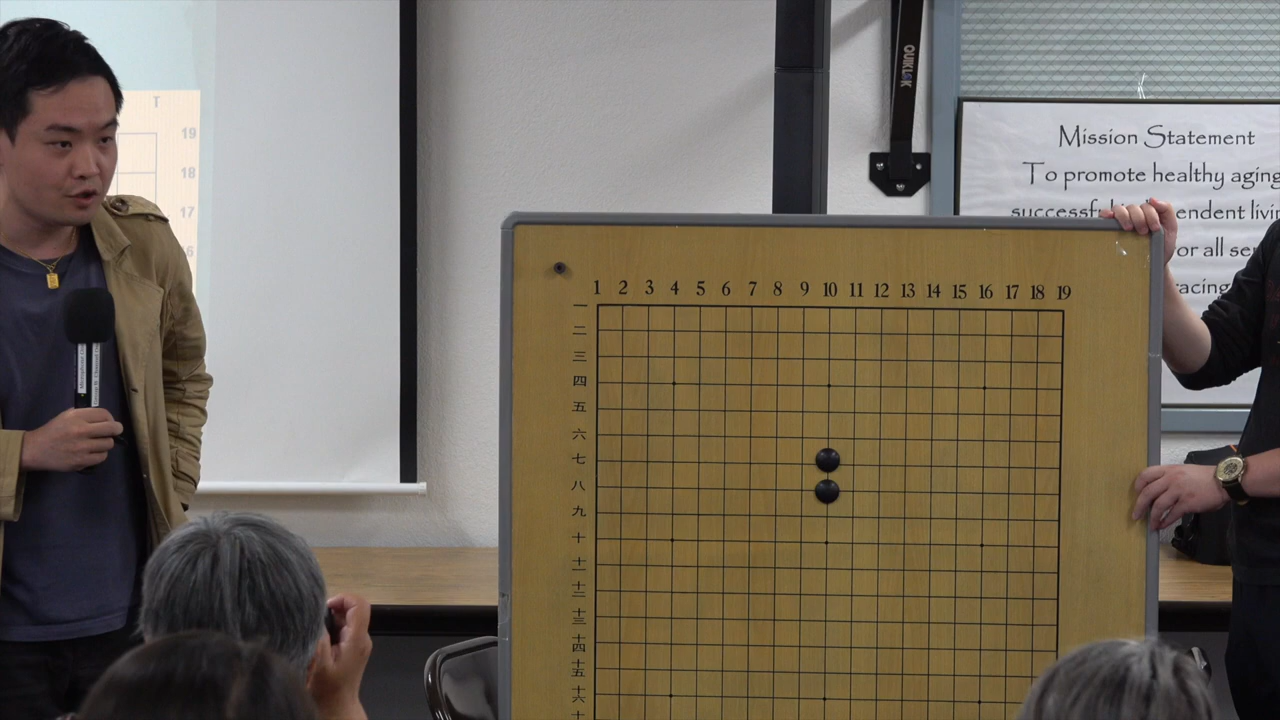 T
19
18
17
QUIKLOK
Mission Statement
To promote healthy aging
1 2 3 4 5 6 7 8 9 10 11 12 13 14 15 16 17 18 19
一
二
三
四
五
六
七
八
九
十
十一
十二
十三
十四
十五
十六